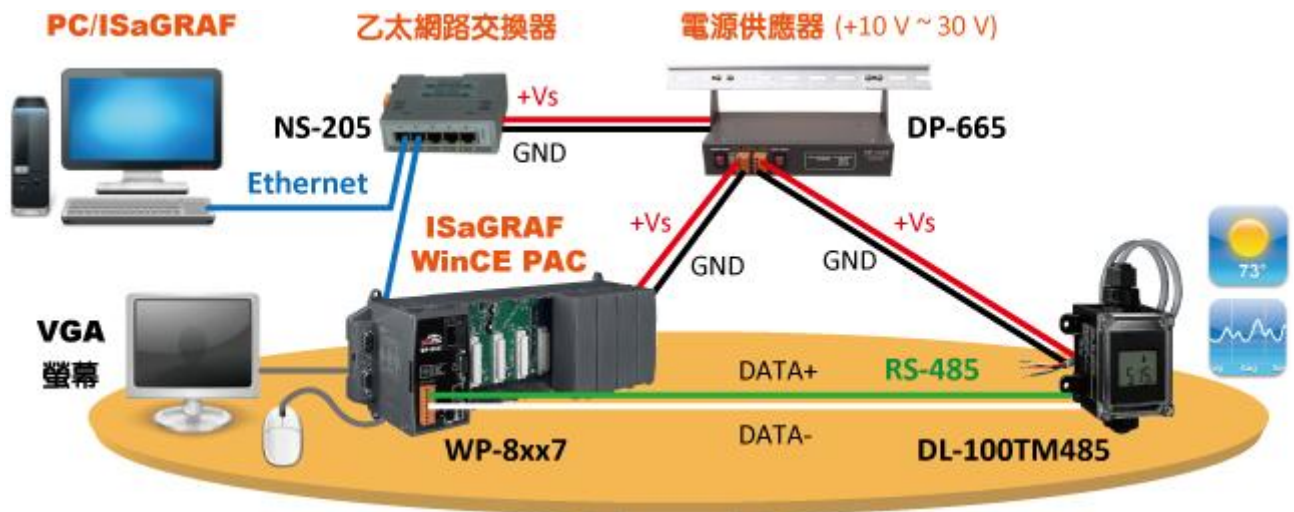 PC/ISaGRAF
乙太網路交換器
電源供應器 (+10 V ~ 30 V)
NS-205
+Vs
GND
DP-665
Ethernet
ISaGRAF
WinCE PAC
+Vs
GND
+Vs
GND
73°
VGA
螢幕
DATA+
RS-485
DATA-
WP-8xx7
DL-100TM485